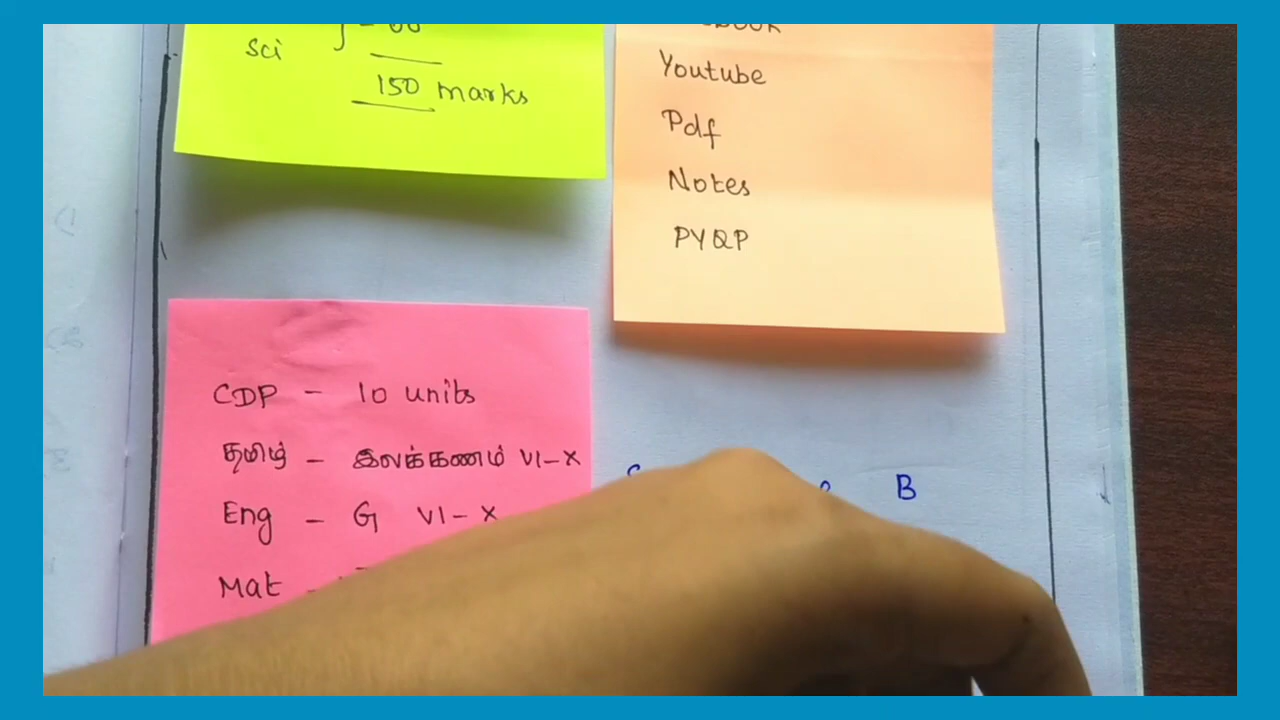 Sci
150 marks
Youtube
Pdf
Notes
PYQP
CDP - 10 units
தமிழ் - இலக்கணம் VI-X
Eng - G VI-X
Mat -
B